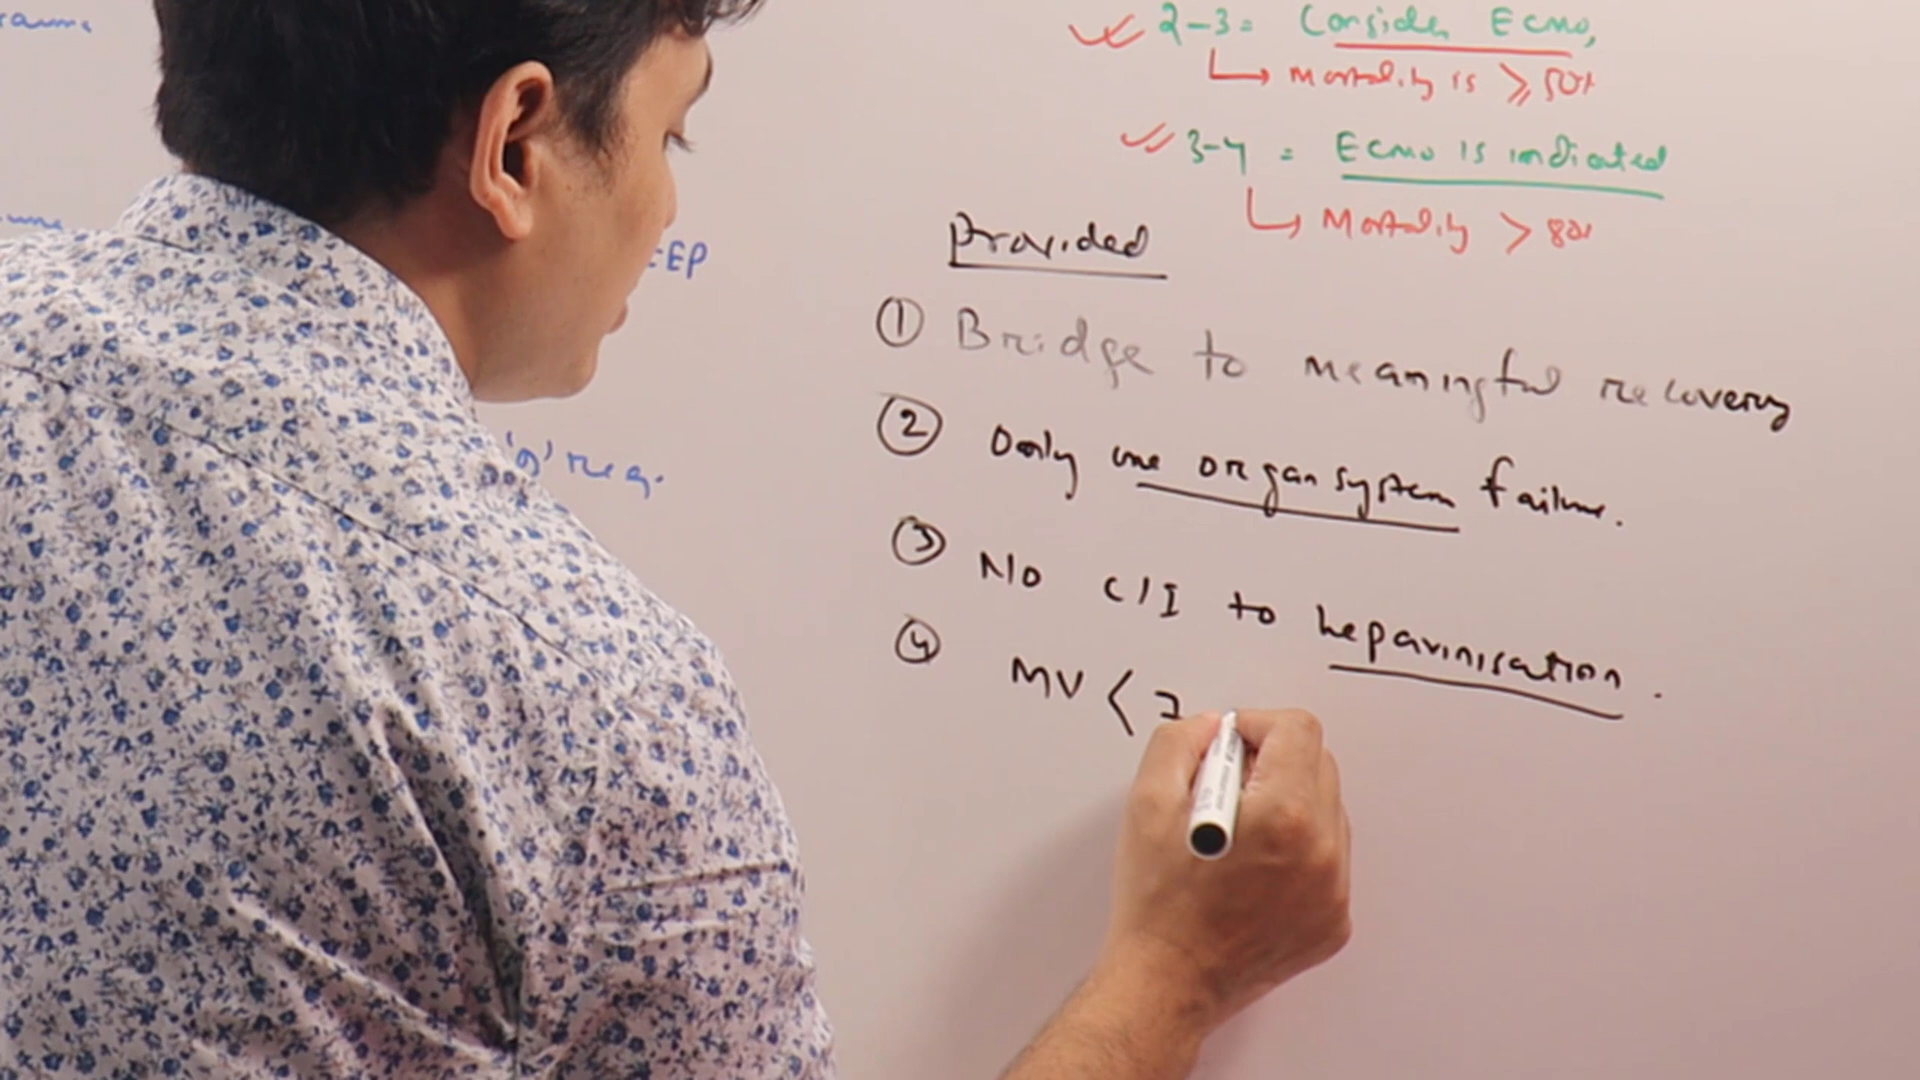 2-3 = Consider Ecmo,
↳ Mortality is ≥ 50%
3-4 = Ecmo is indicated
↳ Mortality > 80%
Provided
① Bridge to meaningful recovery
② Only one organ system failure.
③ No C/I to heparinisation.
④ MV < 7
EEP